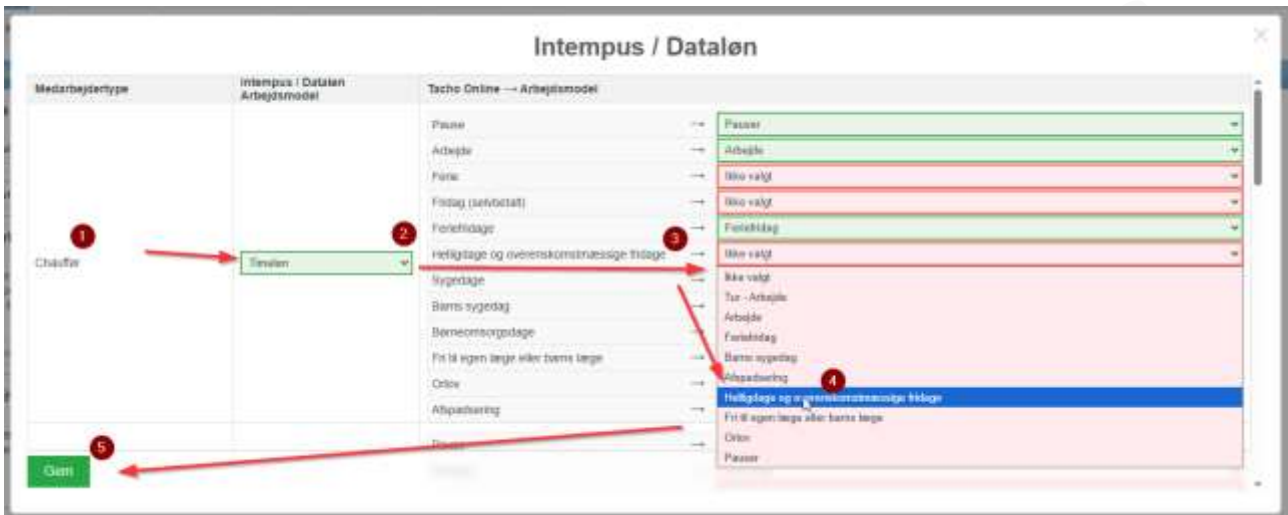 Intempus / Dataløn
Medarbejdertype
Intempus / Dataløn
Arbejdsmodel
Tacho Online → Arbejdsmodel
Pause → Pauser
Arbejde → Arbejde
Ferie → Ikke valgt
Fridag (selvbetalt) → Ikke valgt
Feriefridage → Feriefridag
1
2
3
Chauffør
Timeløn
Helligdage og overenskomstmæssige fridage → Ikke valgt
Sygedage →
Barns sygedag →
Børneomsorgsdage →
Fri til egen læge eller barns læge →
Orlov →
Afspadsering →
Pause →
Ikke valgt
Tur - Arbejde
Arbejde
Feriefridag
Barns sygedag
Afspadsering
4
Helligdage og overenskomstmæssige fridage
Fri til egen læge eller barns læge
Orlov
Pauser
5
Gem